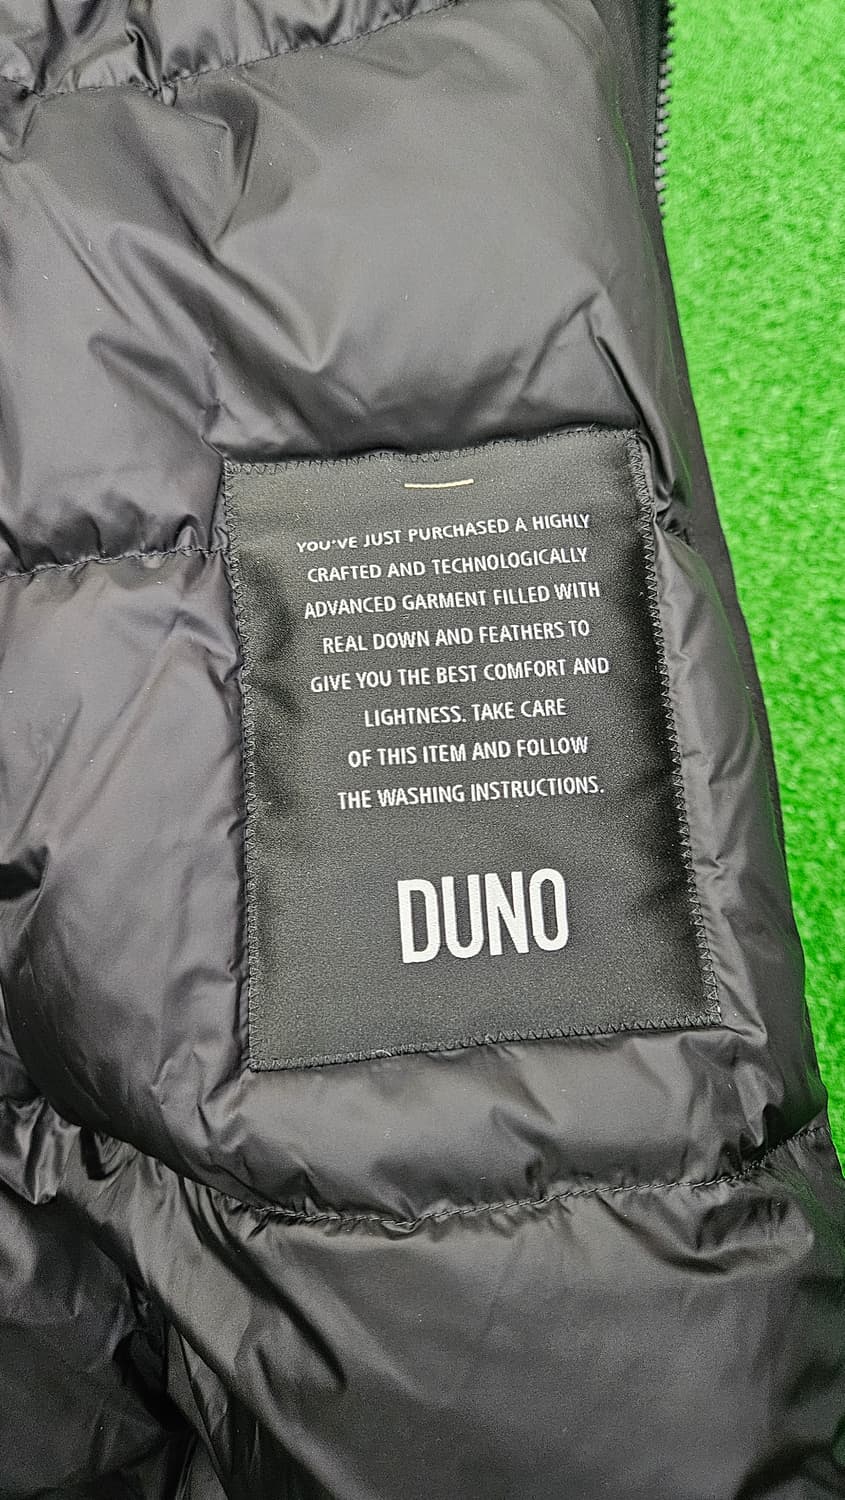 YOU'VE JUST PURCHASED A HIGHLY
CRAFTED AND TECHNOLOGICALLY
ADVANCED GARMENT FILLED WITH
REAL DOWN AND FEATHERS TO
GIVE YOU THE BEST COMFORT AND
LIGHTNESS. TAKE CARE
OF THIS ITEM AND FOLLOW
THE WASHING INSTRUCTIONS.
DUNO